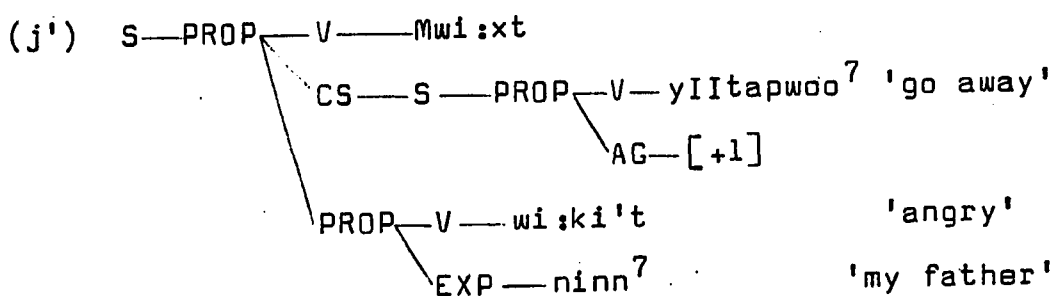 (j') S—PROP—V—Mwi:xt
CS—S—PROP—V—yIItapwoo⁷ 'go away'
AG—[+1]
PROP—V—wi:ki't 'angry'
EXP—ninn⁷ 'my father'